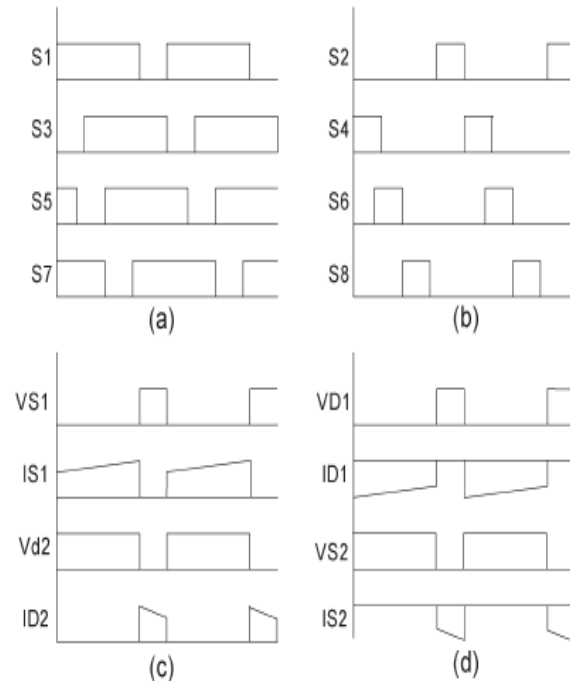 S1
S3
S5
S7
(a)
S2
S4
S6
S8
(b)
VS1
IS1
Vd2
ID2
(c)
VD1
ID1
VS2
IS2
(d)